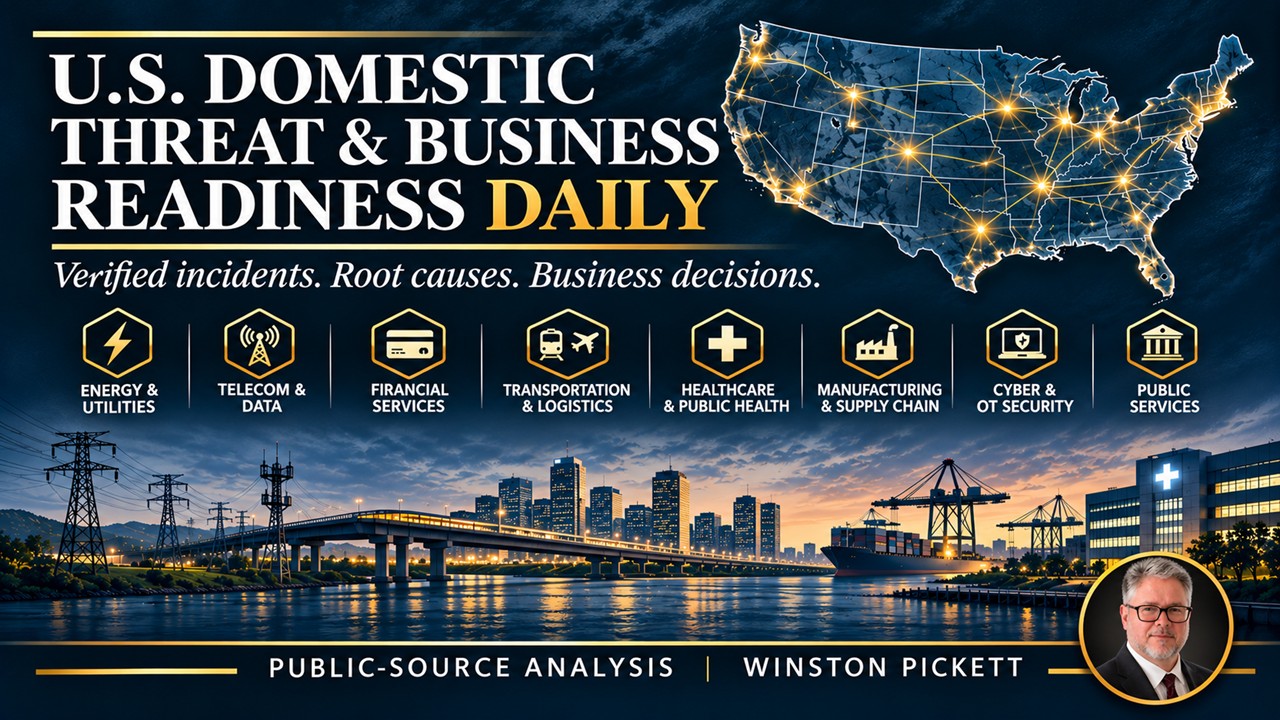 U.S. DOMESTIC
THREAT & BUSINESS
READINESS DAILY
Verified incidents. Root causes. Business decisions.
ENERGY &
UTILITIES
TELECOM &
DATA
FINANCIAL
SERVICES
TRANSPORTATION
& LOGISTICS
HEALTHCARE
& PUBLIC HEALTH
MANUFACTURING
& SUPPLY CHAIN
CYBER &
OT SECURITY
PUBLIC
SERVICES
PUBLIC-SOURCE ANALYSIS | WINSTON PICKETT